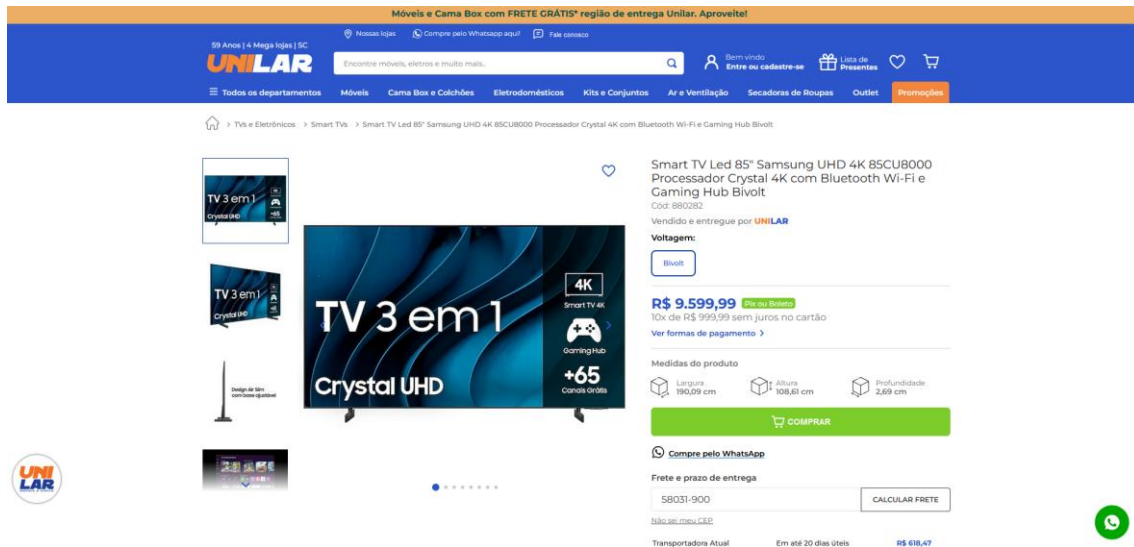 Móveis e Cama Box com FRETE GRÁTIS* região de entrega Unilar. Aproveite!
Nossas lojas Compre pelo Whatsapp aqui! Fale conosco
59 Anos | 4 Mega lojas | SC
UNILAR
Encontre móveis, eletros e muito mais..
Bem vindo
Entre ou cadastre-se
Lista de
Presentes
Todos os departamentos Móveis Cama Box e Colchões Eletrodomésticos Kits e Conjuntos Ar e Ventilação Secadoras de Roupas Outlet Promoções
> TVs e Eletrônicos > Smart TVs > Smart TV Led 85" Samsung UHD 4K 85CU8000 Processador Crystal 4K com Bluetooth Wi-Fi e Gaming Hub Bivolt
TV 3 em 1
4K
+65
Crystal UHD
TV 3 em 1
Crystal UHD
Design Air Slim
com base ajustável
TV 3 em 1
Crystal UHD
4K
Smart TV 4K
Gaming Hub
+65
Canais Grátis
Smart TV Led 85" Samsung UHD 4K 85CU8000
Processador Crystal 4K com Bluetooth Wi-Fi e
Gaming Hub Bivolt
Cód: 880282
Vendido e entregue por UNILAR
Voltagem:
Bivolt
R$ 9.599,99 Pix ou Boleto
10x de R$ 999,99 sem juros no cartão
Ver formas de pagamento >
Medidas do produto
Largura
190,09 cm
Altura
108,61 cm
Profundidade
2,69 cm
COMPRAR
Compre pelo WhatsApp
Frete e prazo de entrega
58031-900 CALCULAR FRETE
Não sei meu CEP
Transportadora Atual Em até 20 dias úteis R$ 618,47
UNI
LAR